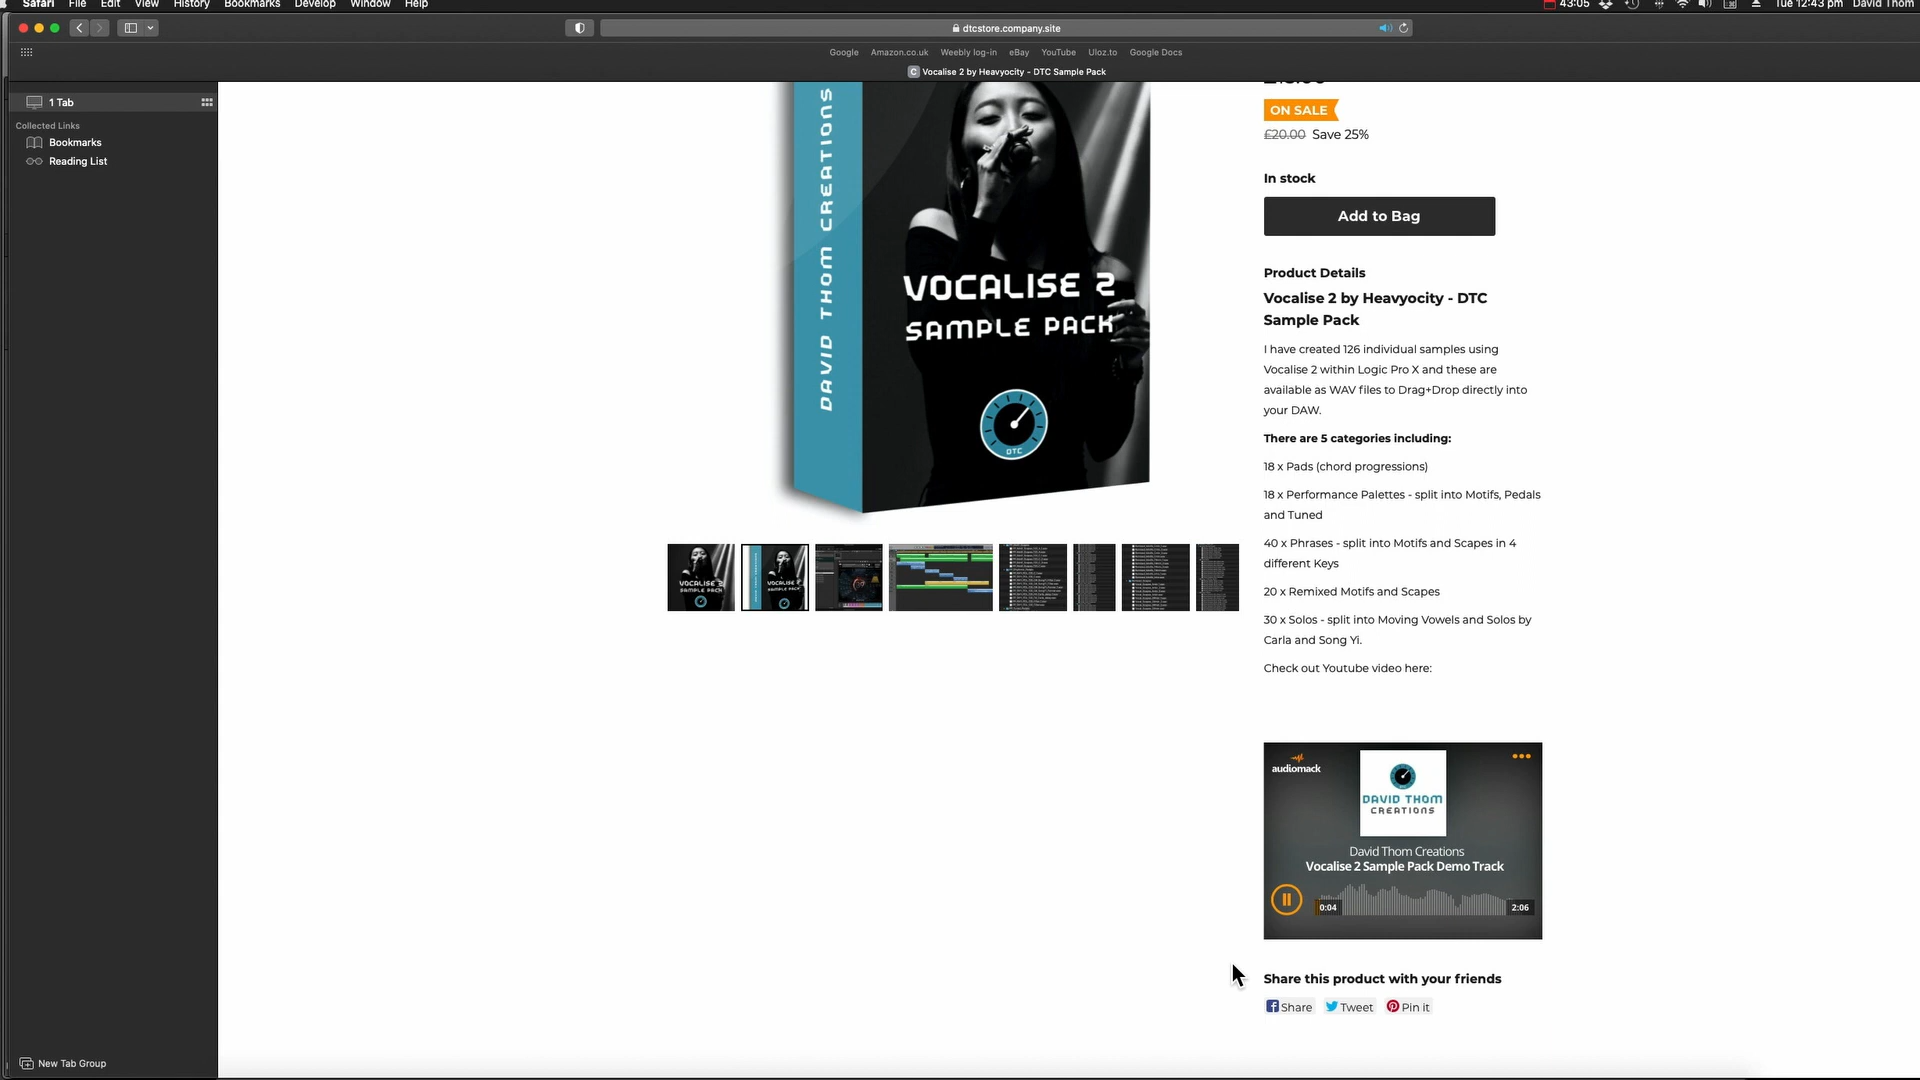 Safari File Edit View History Bookmarks Develop Window Help
43:05 Tue 12:43 pm David Thom
dtcstore.company.site
Google Amazon.co.uk Weebly log-in eBay YouTube Uloz.to Google Docs
C Vocalise 2 by Heavyocity - DTC Sample Pack
1 Tab
Collected Links
Bookmarks
Reading List
New Tab Group
DAVID THOM CREATIONS
VOCALISE 2
SAMPLE PACK
DTC
VOCALISE 2
SAMPLE PACK
ON SALE
£20.00 Save 25%
In stock
Add to Bag
Product Details
Vocalise 2 by Heavyocity - DTC
Sample Pack
I have created 126 individual samples using
Vocalise 2 within Logic Pro X and these are
available as WAV files to Drag+Drop directly into
your DAW.
There are 5 categories including:
18 x Pads (chord progressions)
18 x Performance Palettes - split into Motifs, Pedals
and Tuned
40 x Phrases - split into Motifs and Scapes in 4
different Keys
20 x Remixed Motifs and Scapes
30 x Solos - split into Moving Vowels and Solos by
Carla and Song Yi.
Check out Youtube video here:
audiomack
DAVID THOM
CREATIONS
David Thom Creations
Vocalise 2 Sample Pack Demo Track
0:04 2:06
Share this product with your friends
Share Tweet Pin it